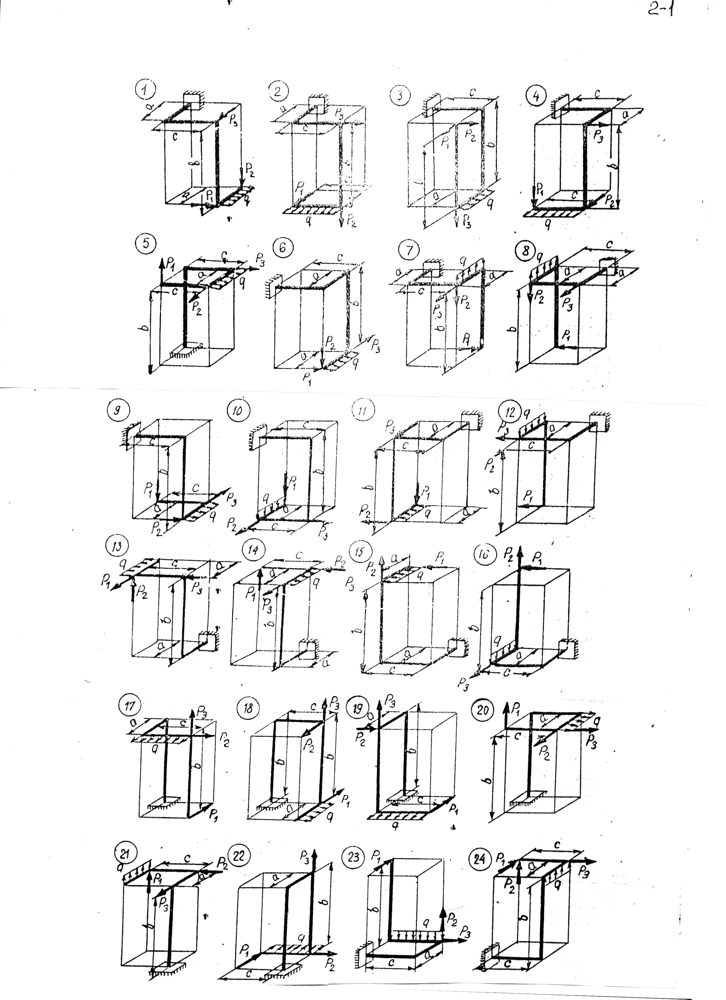 2-1
1 2 3 4
a P3 c b P2 P1 a q
a P3 c b P1 q P2
c P1 P2 b b a q P3
c a P3 b P1 c P2 q
5 6 7 8
P1 c P3 a q c P2 b
c a b P2 a P3 q P1
a q a c P3 P2 b P1
q c a a P2 P3 b P1
9 10 11 12
c b P1 c P3 a q P2
c b P1 q a P2 c P3
P3 a c b P1 P2 q a
q P3 a c P2 b P1
13 14 15 16
q c a P1 P2 P3 b a
c P2 a q P1 P3 b a
a P1 P2 q P3 b a c
P2 P1 b q a c P3
17 18 19 20
P3 a c P2 q b P1
c P3 P2 b b P1 a q
P3 a P2 b c P1 q
P1 a q c P2 P3 b
21 22 23 24
q c P2 P1 a P3 b
P3 a b q P1 P2 c
P1 b q P2 P3 c a
c P1 a P3 P2 q b c